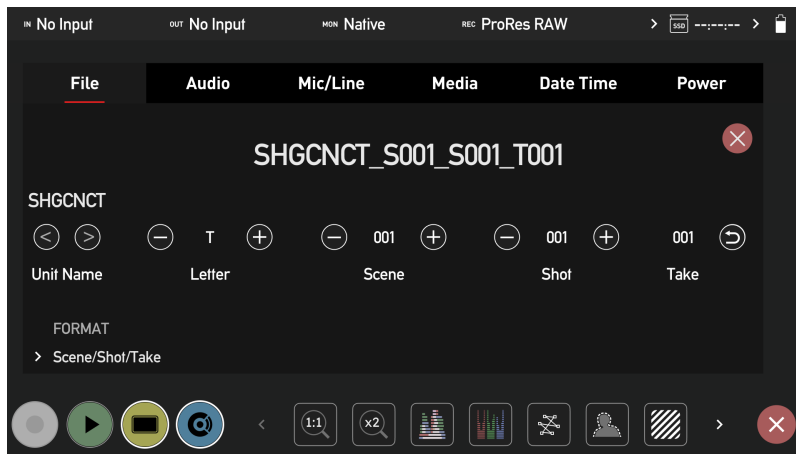 IN No Input OUT No Input MON Native REC ProRes RAW > SSD --:--:-- >
File Audio Mic/Line Media Date Time Power
SHGCNCT_S001_S001_T001
SHGCNCT
< > − T + − 001 + − 001 + 001
Unit Name Letter Scene Shot Take
FORMAT
> Scene/Shot/Take
< 1:1 x2 >